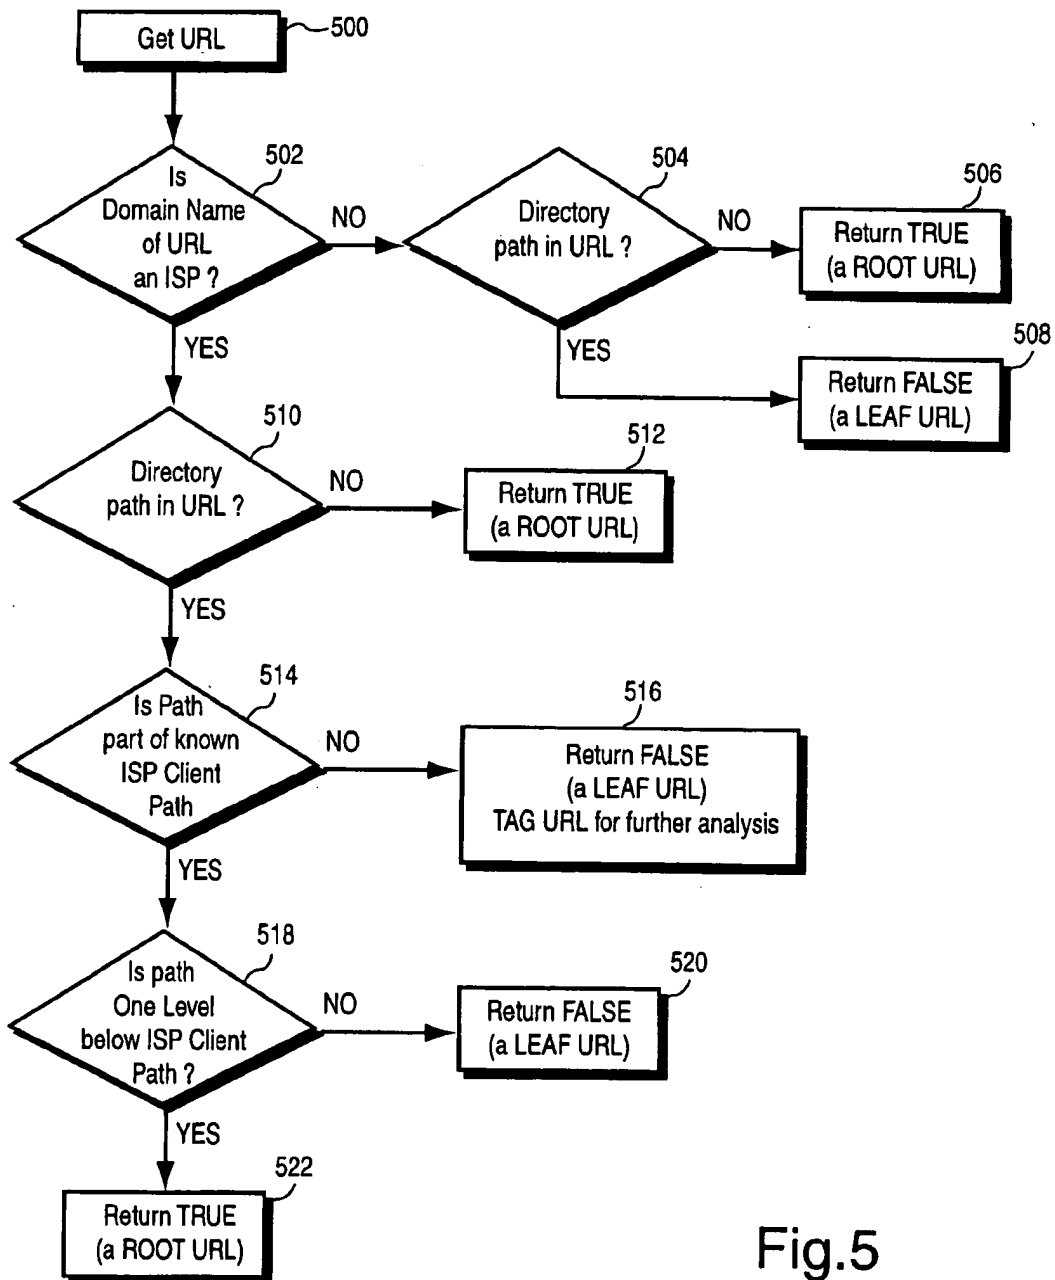 Get URL
500
Is
Domain Name
of URL
an ISP ?
502
NO
YES
Directory
path in URL ?
504
NO
YES
Return TRUE
(a ROOT URL)
506
Return FALSE
(a LEAF URL)
508
Directory
path in URL ?
510
NO
YES
Return TRUE
(a ROOT URL)
512
Is Path
part of known
ISP Client
Path
514
NO
YES
Return FALSE
(a LEAF URL)
TAG URL for further analysis
516
Is path
One Level
below ISP Client
Path ?
518
NO
YES
Return FALSE
(a LEAF URL)
520
Return TRUE
(a ROOT URL)
522
Fig.5